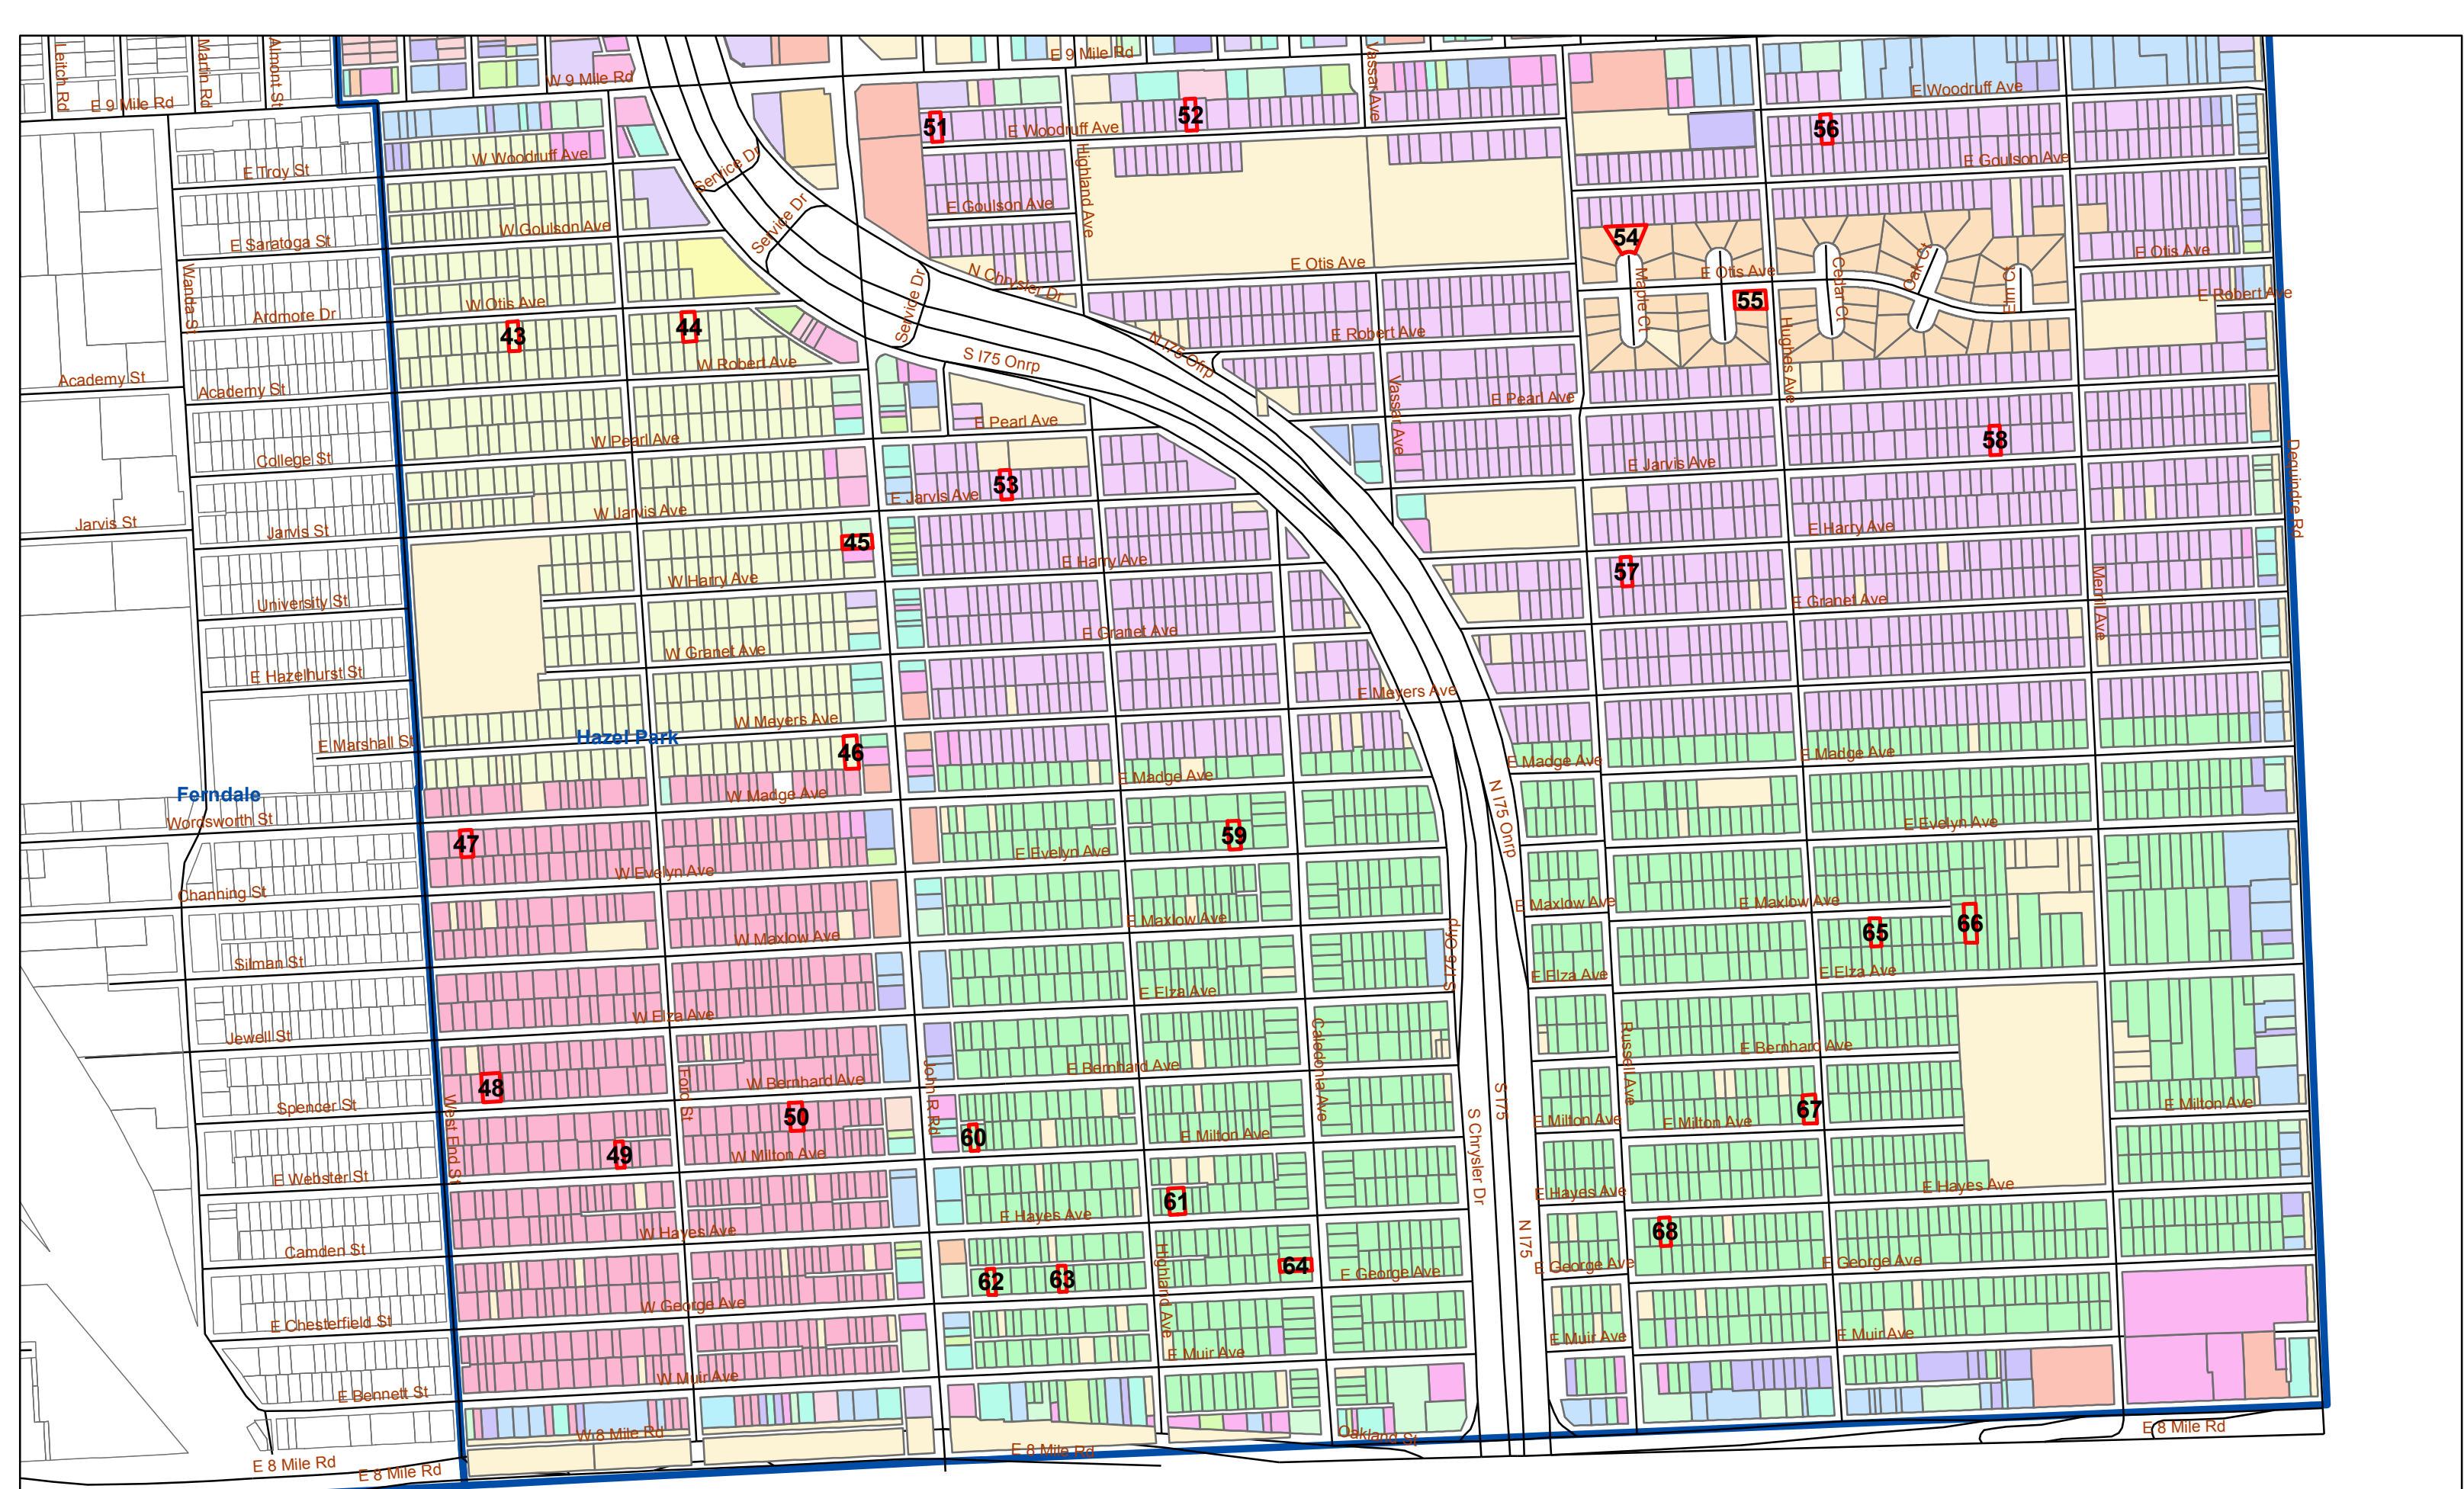 Leitch Rd
Martin Rd
Almont St
E 9 Mile Rd
W 9 Mile Rd
E 9 Mile Rd
Vassar Ave
E Woodruff Ave
51
52
E Woodruff Ave
56
W Woodruff Ave
E Troy St
Service Dr
Highland Ave
E Goulson Ave
E Saratoga St
W Goulson Ave
Service Dr
E Goulson Ave
54
Wanda St
Ardmore Dr
W Otis Ave
N Chrysler Dr
E Otis Ave
Maple Ct
E Otis Ave
55
Cedar Ct
Oak Ct
Elm Ct
E Otis Ave
E Robert Ave
43
44
Service Dr
W Robert Ave
S I75 Onrp
N I75 Ofrp
E Robert Ave
Hughes Ave
Academy St
Academy St
Vassar Ave
E Pearl Ave
E Pearl Ave
W Pearl Ave
58
College St
53
E Jarvis Ave
E Jarvis Ave
Dequindre Rd
Jarvis St
Jarvis St
W Jarvis Ave
E Harry Ave
45
W Harry Ave
E Harry Ave
57
University St
E Granet Ave
Merrill Ave
E Granet Ave
W Granet Ave
E Hazelhurst St
E Meyers Ave
W Meyers Ave
E Marshall St
Hazel Park
46
E Madge Ave
E Madge Ave
E Madge Ave
Ferndale
W Madge Ave
Wordsworth St
47
59
N I75 Onrp
E Evelyn Ave
E Evelyn Ave
W Evelyn Ave
Channing St
E Maxlow Ave
E Maxlow Ave
E Maxlow Ave
65
66
W Maxlow Ave
Silman St
S I75 Ofrp
E Elza Ave
E Elza Ave
E Elza Ave
W Elza Ave
Jewell St
Caledonia Ave
Russell Ave
E Bernhard Ave
E Bernhard Ave
W Bernhard Ave
48
Ford St
John R Rd
Spencer St
West End St
50
S I75
S Chrysler Dr
67
E Milton Ave
E Milton Ave
E Milton Ave
E Milton Ave
60
49
W Milton Ave
E Webster St
61
E Hayes Ave
E Hayes Ave
E Hayes Ave
W Hayes Ave
68
N I75
Camden St
Highland Ave
62
63
64
E George Ave
E George Ave
E George Ave
W George Ave
E Chesterfield St
E Muir Ave
E Muir Ave
E Muir Ave
W Muir Ave
E Bennett St
W 8 Mile Rd
E 8 Mile Rd
Oakland St
E 8 Mile Rd
E 8 Mile Rd
E 8 Mile Rd